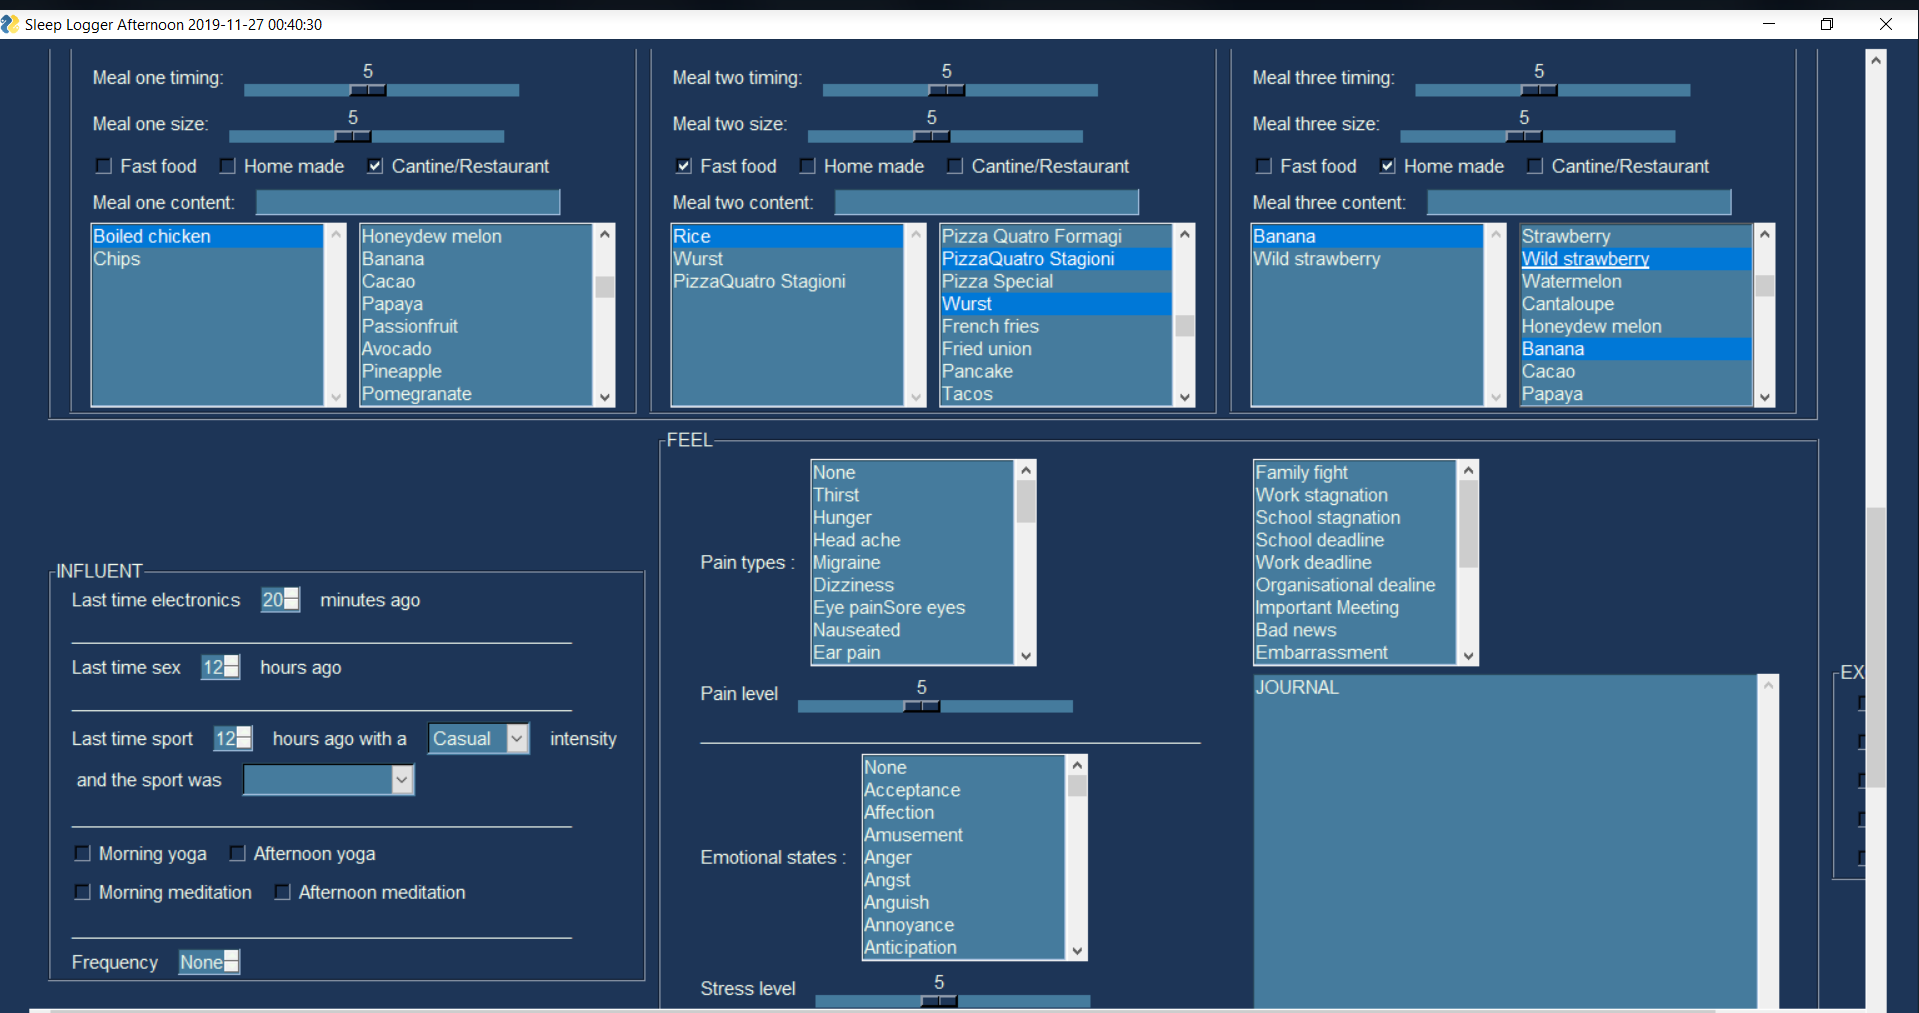 Sleep Logger Afternoon 2019-11-27 00:40:30
5
Meal one timing:
5
Meal one size:
Fast food Home made Cantine/Restaurant
Meal one content:
Boiled chicken
Chips
Honeydew melon
Banana
Cacao
Papaya
Passionfruit
Avocado
Pineapple
Pomegranate
5
Meal two timing:
5
Meal two size:
Fast food Home made Cantine/Restaurant
Meal two content:
Rice
Wurst
PizzaQuatro Stagioni
Pizza Quatro Formagi
PizzaQuatro Stagioni
Pizza Special
Wurst
French fries
Fried union
Pancake
Tacos
5
Meal three timing:
5
Meal three size:
Fast food Home made Cantine/Restaurant
Meal three content:
Banana
Wild strawberry
Strawberry
Wild strawberry
Watermelon
Cantaloupe
Honeydew melon
Banana
Cacao
Papaya
INFLUENT
Last time electronics 20 minutes ago
Last time sex 12 hours ago
Last time sport 12 hours ago with a Casual intensity
and the sport was
Morning yoga Afternoon yoga
Morning meditation Afternoon meditation
Frequency None
FEEL
Pain types :
None
Thirst
Hunger
Head ache
Migraine
Dizziness
Eye painSore eyes
Nauseated
Ear pain
5
Pain level
Emotional states :
None
Acceptance
Affection
Amusement
Anger
Angst
Anguish
Annoyance
Anticipation
5
Stress level
Family fight
Work stagnation
School stagnation
School deadline
Work deadline
Organisational dealine
Important Meeting
Bad news
Embarrassment
JOURNAL
EX